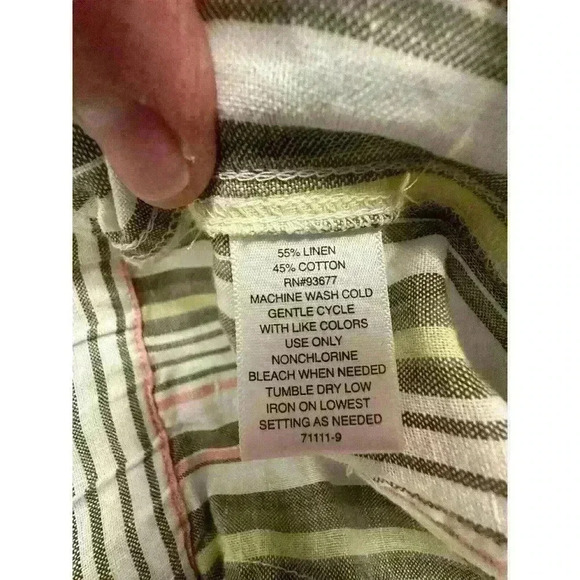 55% LINEN
45% COTTON
RN#93677
MACHINE WASH COLD
GENTLE CYCLE
WITH LIKE COLORS
USE ONLY
NONCHLORINE
BLEACH WHEN NEEDED
TUMBLE DRY LOW
IRON ON LOWEST
SETTING AS NEEDED
71111-9